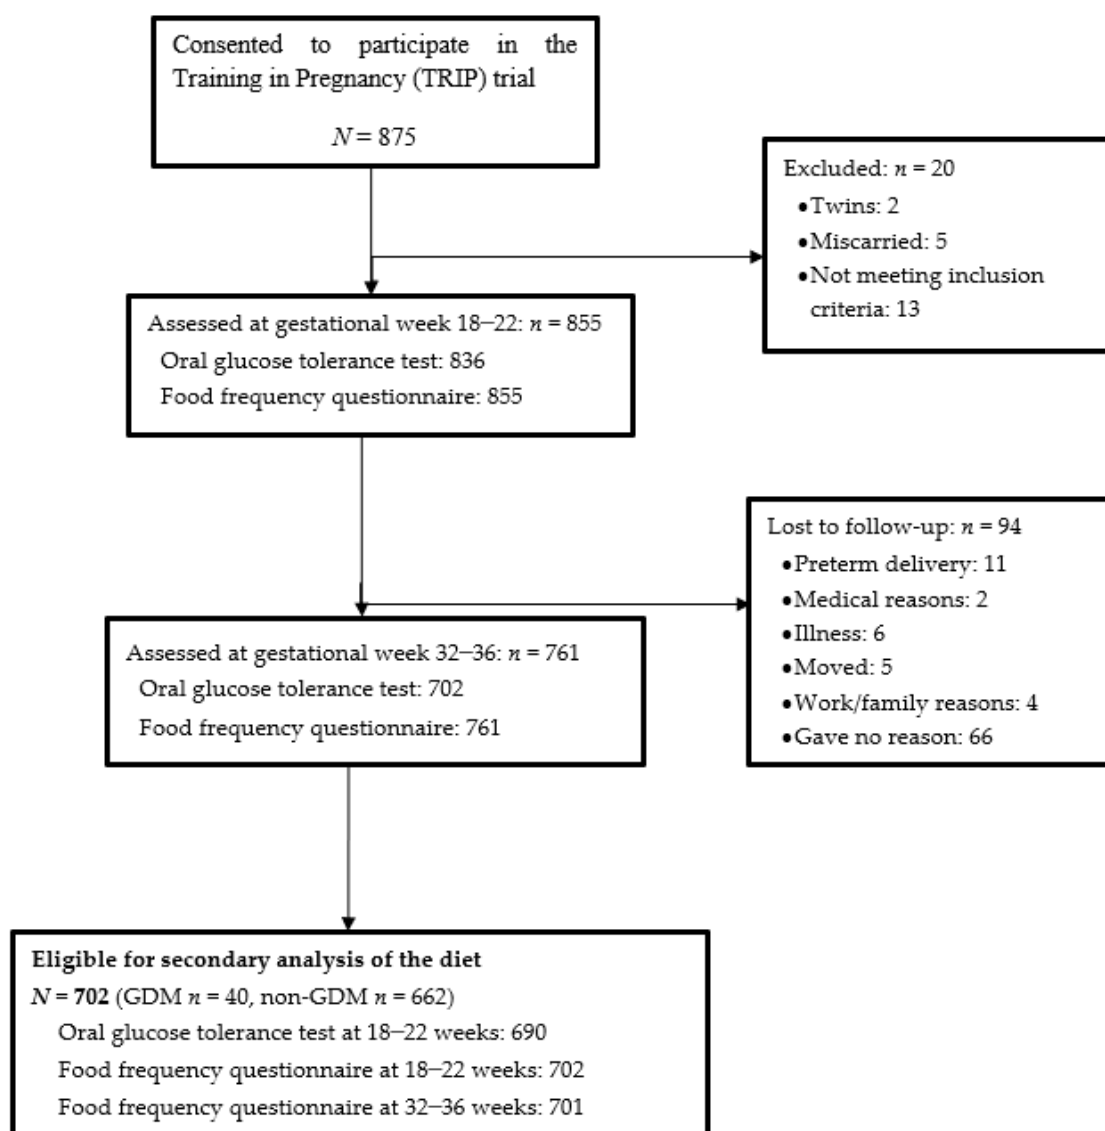 Consented to participate in the
Training in Pregnancy (TRIP) trial
N = 875
Excluded: n = 20
•Twins: 2
•Miscarried: 5
•Not meeting inclusion
criteria: 13
Assessed at gestational week 18–22: n = 855
Oral glucose tolerance test: 836
Food frequency questionnaire: 855
Lost to follow-up: n = 94
•Preterm delivery: 11
•Medical reasons: 2
•Illness: 6
•Moved: 5
•Work/family reasons: 4
•Gave no reason: 66
Assessed at gestational week 32–36: n = 761
Oral glucose tolerance test: 702
Food frequency questionnaire: 761
Eligible for secondary analysis of the diet
N = 702 (GDM n = 40, non-GDM n = 662)
Oral glucose tolerance test at 18–22 weeks: 690
Food frequency questionnaire at 18–22 weeks: 702
Food frequency questionnaire at 32–36 weeks: 701